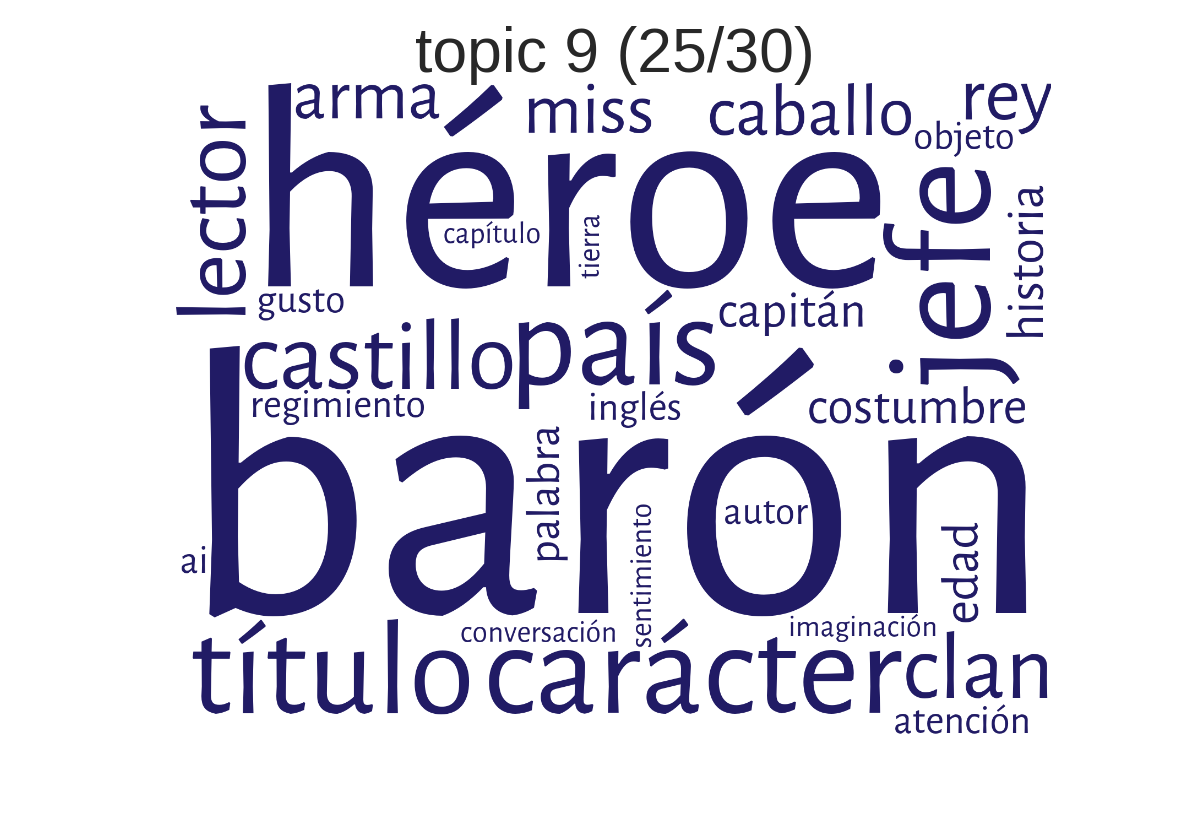 topic 9 (25/30)
arma
miss
caballo
rey
objeto
lector
héroe
jefe
historia
capítulo
tierra
gusto
castillo
país
capitán
regimiento
inglés
costumbre
barón
palabra
autor
sentimiento
edad
ai
conversación
imaginación
título
carácter
clan
atención